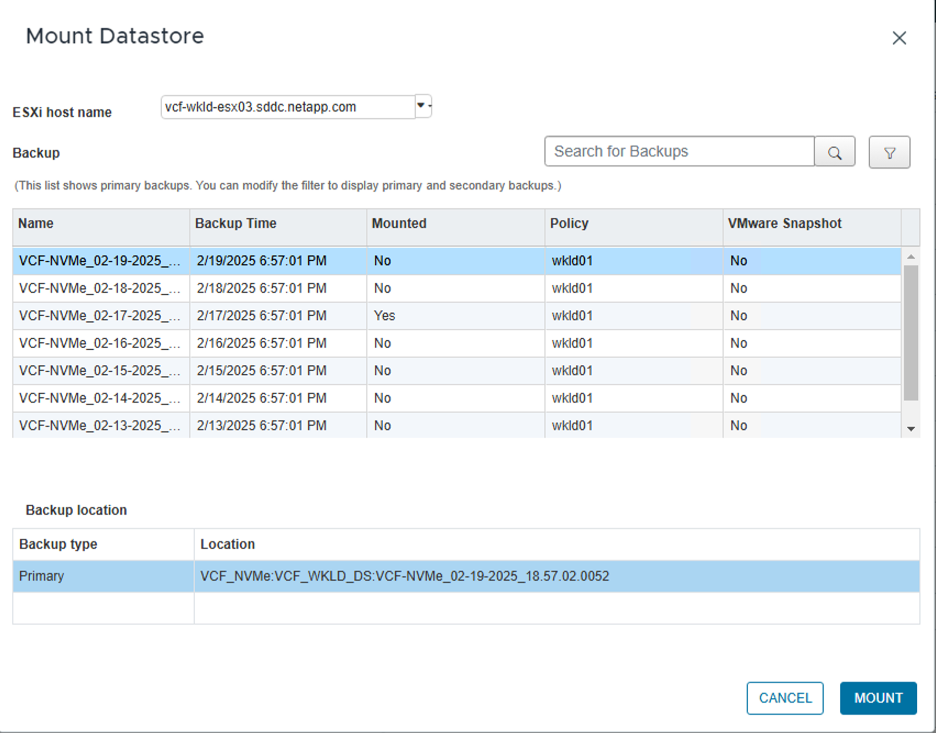 Mount Datastore
ESXi host name vcf-wkld-esx03.sddc.netapp.com
Backup Search for Backups
(This list shows primary backups. You can modify the filter to display primary and secondary backups.)
Name Backup Time Mounted Policy VMware Snapshot
VCF-NVMe_02-19-2025_... 2/19/2025 6:57:01 PM No wkld01 No
VCF-NVMe_02-18-2025_... 2/18/2025 6:57:01 PM No wkld01 No
VCF-NVMe_02-17-2025_... 2/17/2025 6:57:01 PM Yes wkld01 No
VCF-NVMe_02-16-2025_... 2/16/2025 6:57:01 PM No wkld01 No
VCF-NVMe_02-15-2025_... 2/15/2025 6:57:01 PM No wkld01 No
VCF-NVMe_02-14-2025_... 2/14/2025 6:57:01 PM No wkld01 No
VCF-NVMe_02-13-2025_... 2/13/2025 6:57:01 PM No wkld01 No
Backup location
Backup type Location
Primary VCF_NVMe:VCF_WKLD_DS:VCF-NVMe_02-19-2025_18.57.02.0052
CANCEL MOUNT